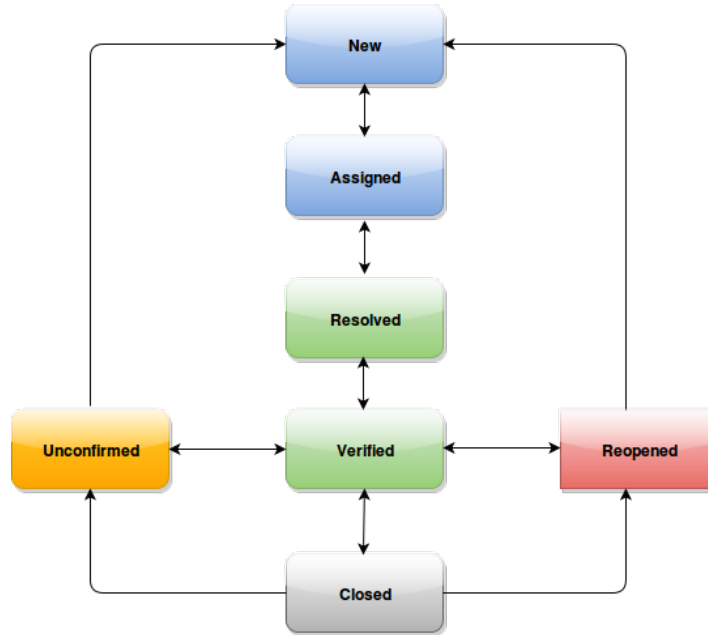 New
Assigned
Resolved
Unconfirmed
Verified
Reopened
Closed